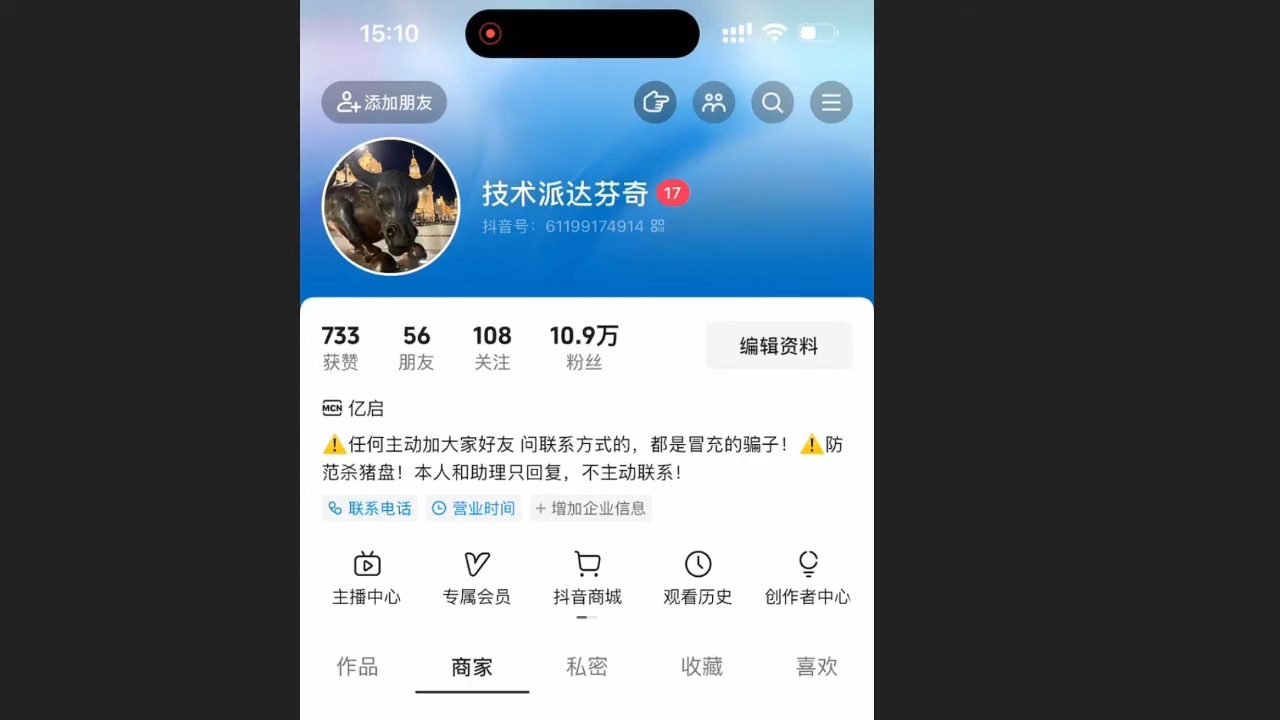 15:10
添加朋友
技术派达芬奇 17
抖音号：61199174914
733 56 108 10.9万
获赞 朋友 关注 粉丝
编辑资料
MCN 亿启
⚠️任何主动加大家好友 问联系方式的，都是冒充的骗子！⚠️防
范杀猪盘！本人和助理只回复，不主动联系！
联系电话 营业时间 + 增加企业信息
主播中心 专属会员 抖音商城 观看历史 创作者中心
作品 商家 私密 收藏 喜欢